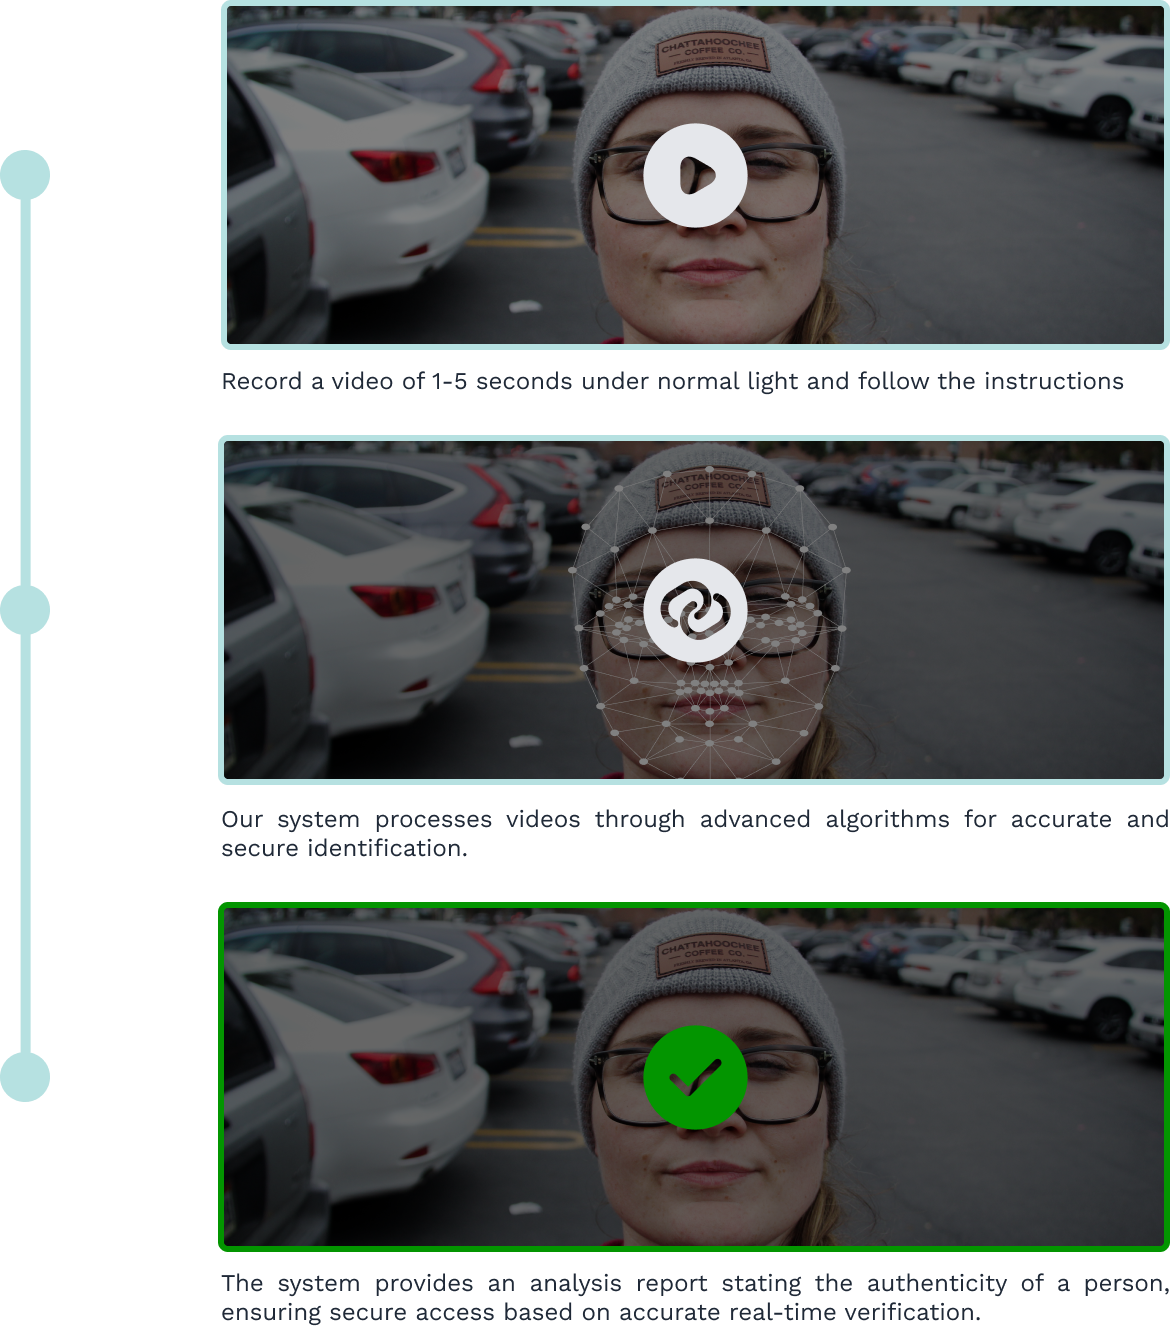 CHATTAHOOCHEE
COFFEE CO.
Record a video of 1-5 seconds under normal light and follow the instructions
CHATTAHOOCHEE
COFFEE CO.
Our system processes videos through advanced algorithms for accurate and
secure identification.
CHATTAHOOCHEE
COFFEE CO.
The system provides an analysis report stating the authenticity of a person,
ensuring secure access based on accurate real-time verification.